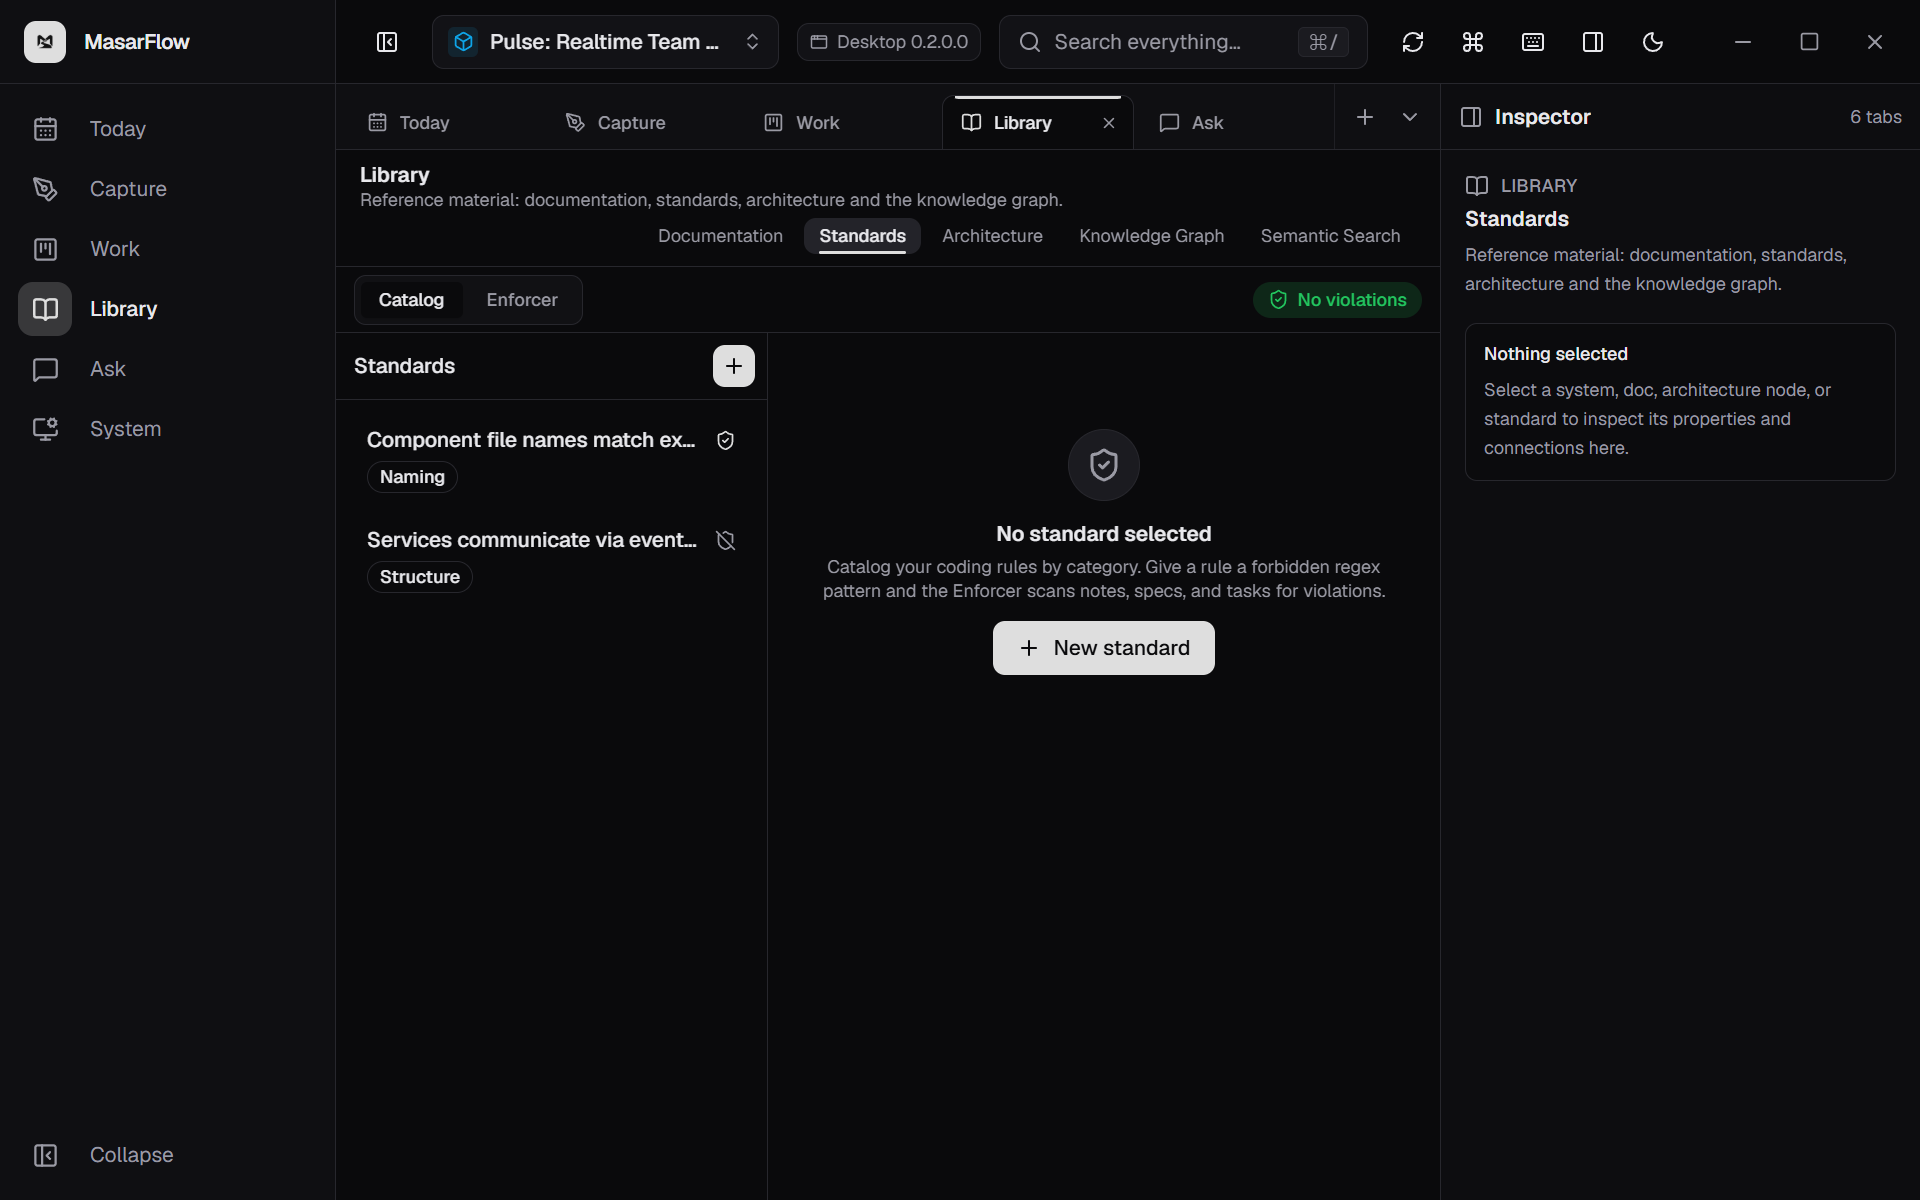 MasarFlow
Pulse: Realtime Team ...
Desktop 0.2.0.0
Search everything...
⌘/
Today
Capture
Work
Library
Ask
System
Collapse
Today
Capture
Work
Library
Ask
Library
Reference material: documentation, standards, architecture and the knowledge graph.
Documentation
Standards
Architecture
Knowledge Graph
Semantic Search
Catalog
Enforcer
No violations
Standards
Component file names match ex...
Naming
Services communicate via event...
Structure
No standard selected
Catalog your coding rules by category. Give a rule a forbidden regex
pattern and the Enforcer scans notes, specs, and tasks for violations.
New standard
Inspector
6 tabs
LIBRARY
Standards
Reference material: documentation, standards,
architecture and the knowledge graph.
Nothing selected
Select a system, doc, architecture node, or
standard to inspect its properties and
connections here.